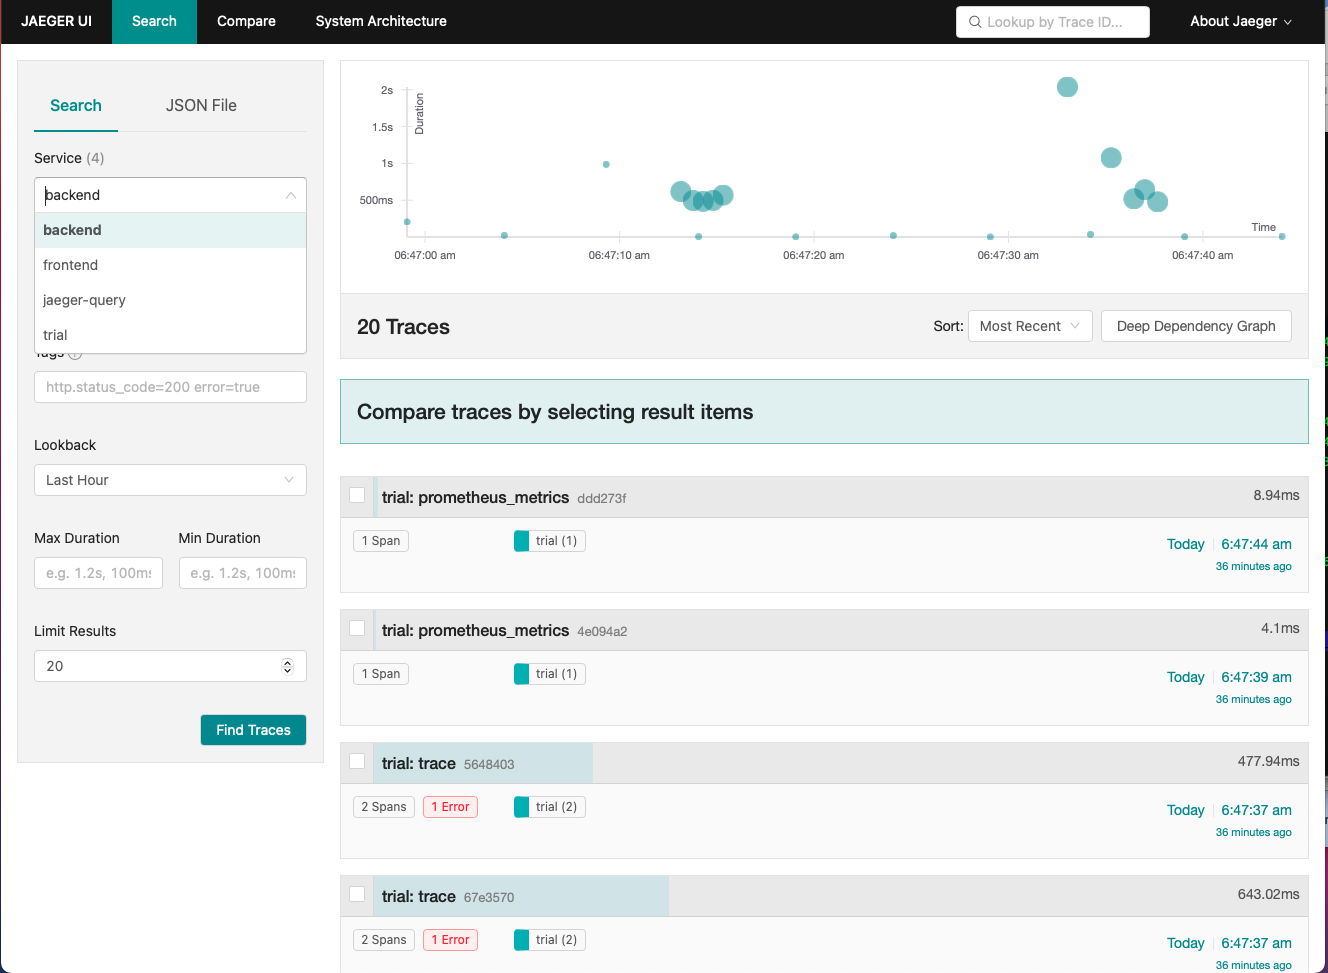 JAEGER UI
Search
Compare
System Architecture
Lookup by Trace ID...
About Jaeger
Search
JSON File
Service (4)
backend
backend
frontend
jaeger-query
trial
Tags
http.status_code=200 error=true
Lookback
Last Hour
Max Duration
Min Duration
e.g. 1.2s, 100ms
e.g. 1.2s, 100ms
Limit Results
20
Find Traces
2s
1.5s
1s
500ms
Duration
Time
06:47:00 am
06:47:10 am
06:47:20 am
06:47:30 am
06:47:40 am
20 Traces
Sort:
Most Recent
Deep Dependency Graph
Compare traces by selecting result items
trial: prometheus_metrics ddd273f
8.94ms
1 Span
trial (1)
Today
6:47:44 am
36 minutes ago
trial: prometheus_metrics 4e094a2
4.1ms
1 Span
trial (1)
Today
6:47:39 am
36 minutes ago
trial: trace 5648403
477.94ms
2 Spans
1 Error
trial (2)
Today
6:47:37 am
36 minutes ago
trial: trace 67e3570
643.02ms
2 Spans
1 Error
trial (2)
Today
6:47:37 am
36 minutes ago